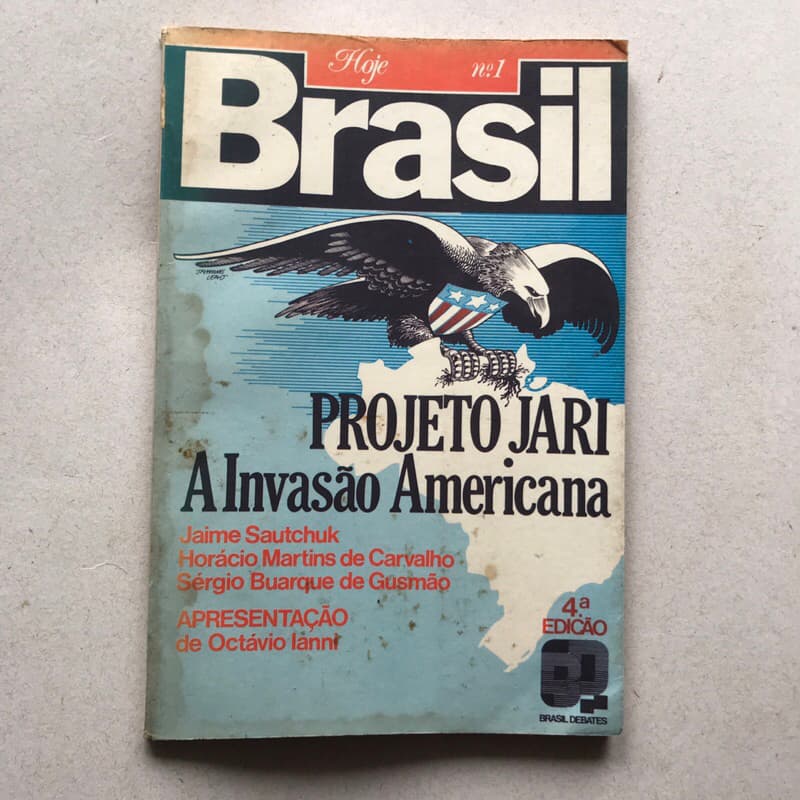 Hoje nº1
Brasil
PROJETO JARI
A Invasão Americana
Jaime Sautchuk
Horácio Martins de Carvalho
Sérgio Buarque de Gusmão
APRESENTAÇÃO
de Octávio Ianni
4.ª
EDIÇÃO
BRASIL DEBATES